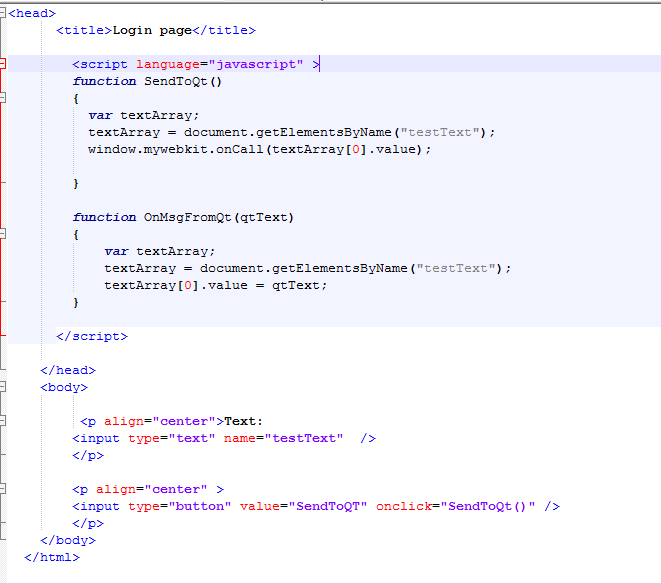 <head>
<title>Login page</title>
<script language="javascript" >
function SendToQt()
{
var textArray;
textArray = document.getElementsByName("testText");
window.mywebkit.onCall(textArray[0].value);
}
function OnMsgFromQt(qtText)
{
var textArray;
textArray = document.getElementsByName("testText");
textArray[0].value = qtText;
}
</script>
</head>
<body>
<p align="center">Text:
<input type="text" name="testText"  />
</p>
<p align="center" >
<input type="button" value="SendToQT" onclick="SendToQt()" />
</p>
</body>
</html>